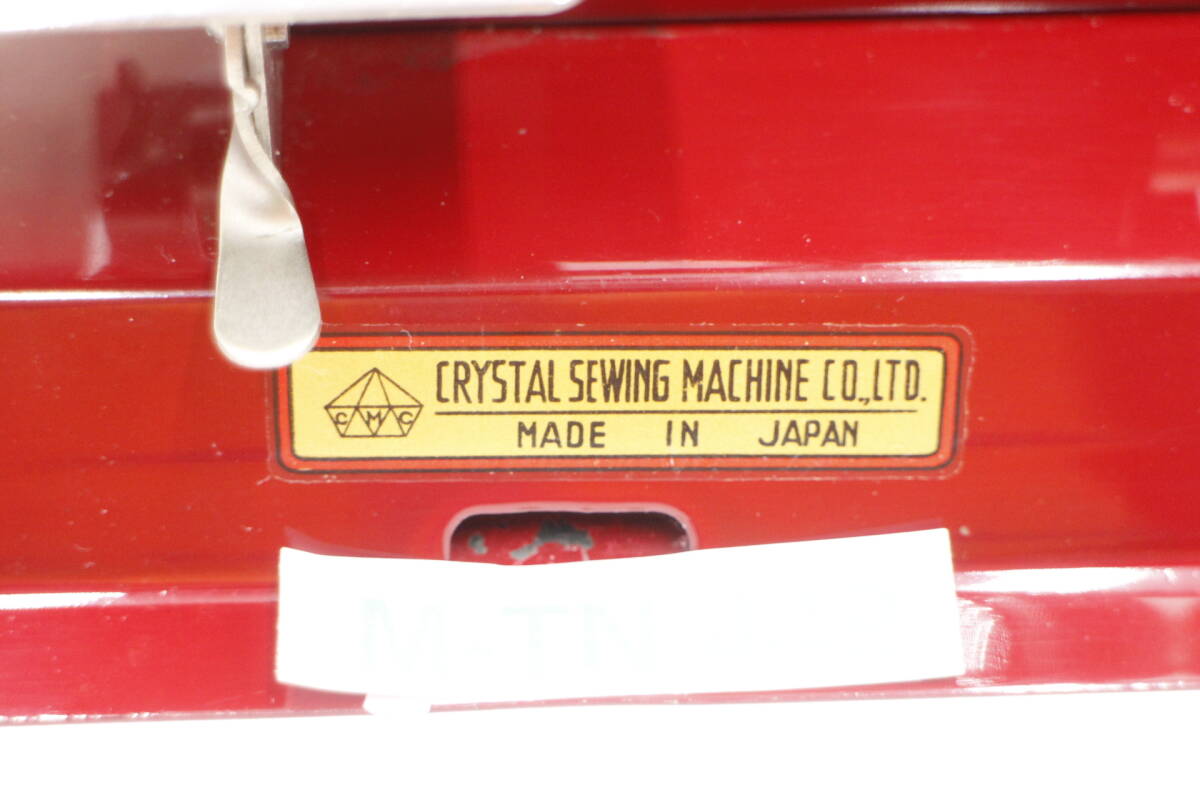 CRYSTAL SEWING MACHINE CO.,LTD.
CMC
MADE IN JAPAN